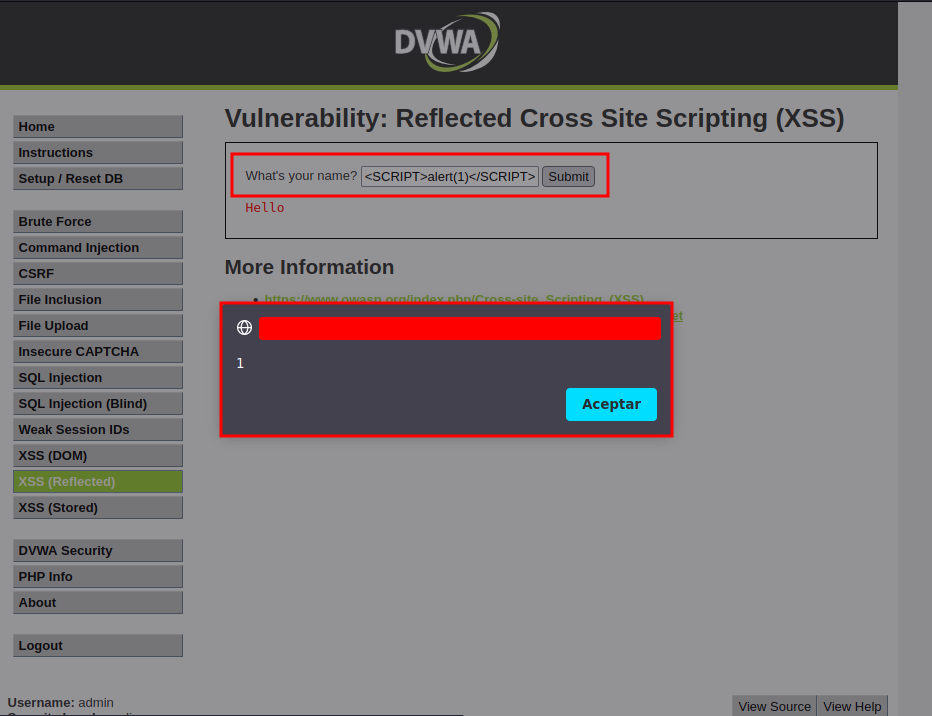 DVWA
Vulnerability: Reflected Cross Site Scripting (XSS)
Home
Instructions
Setup / Reset DB
Brute Force
Command Injection
CSRF
File Inclusion
File Upload
Insecure CAPTCHA
SQL Injection
SQL Injection (Blind)
Weak Session IDs
XSS (DOM)
XSS (Reflected)
XSS (Stored)
DVWA Security
PHP Info
About
Logout
What's your name? <SCRIPT>alert(1)</SCRIPT> Submit
Hello
More Information
https://www.owasp.org/index.php/Cross-site_Scripting_(XSS)
et
1
Aceptar
Username: admin
View Source View Help